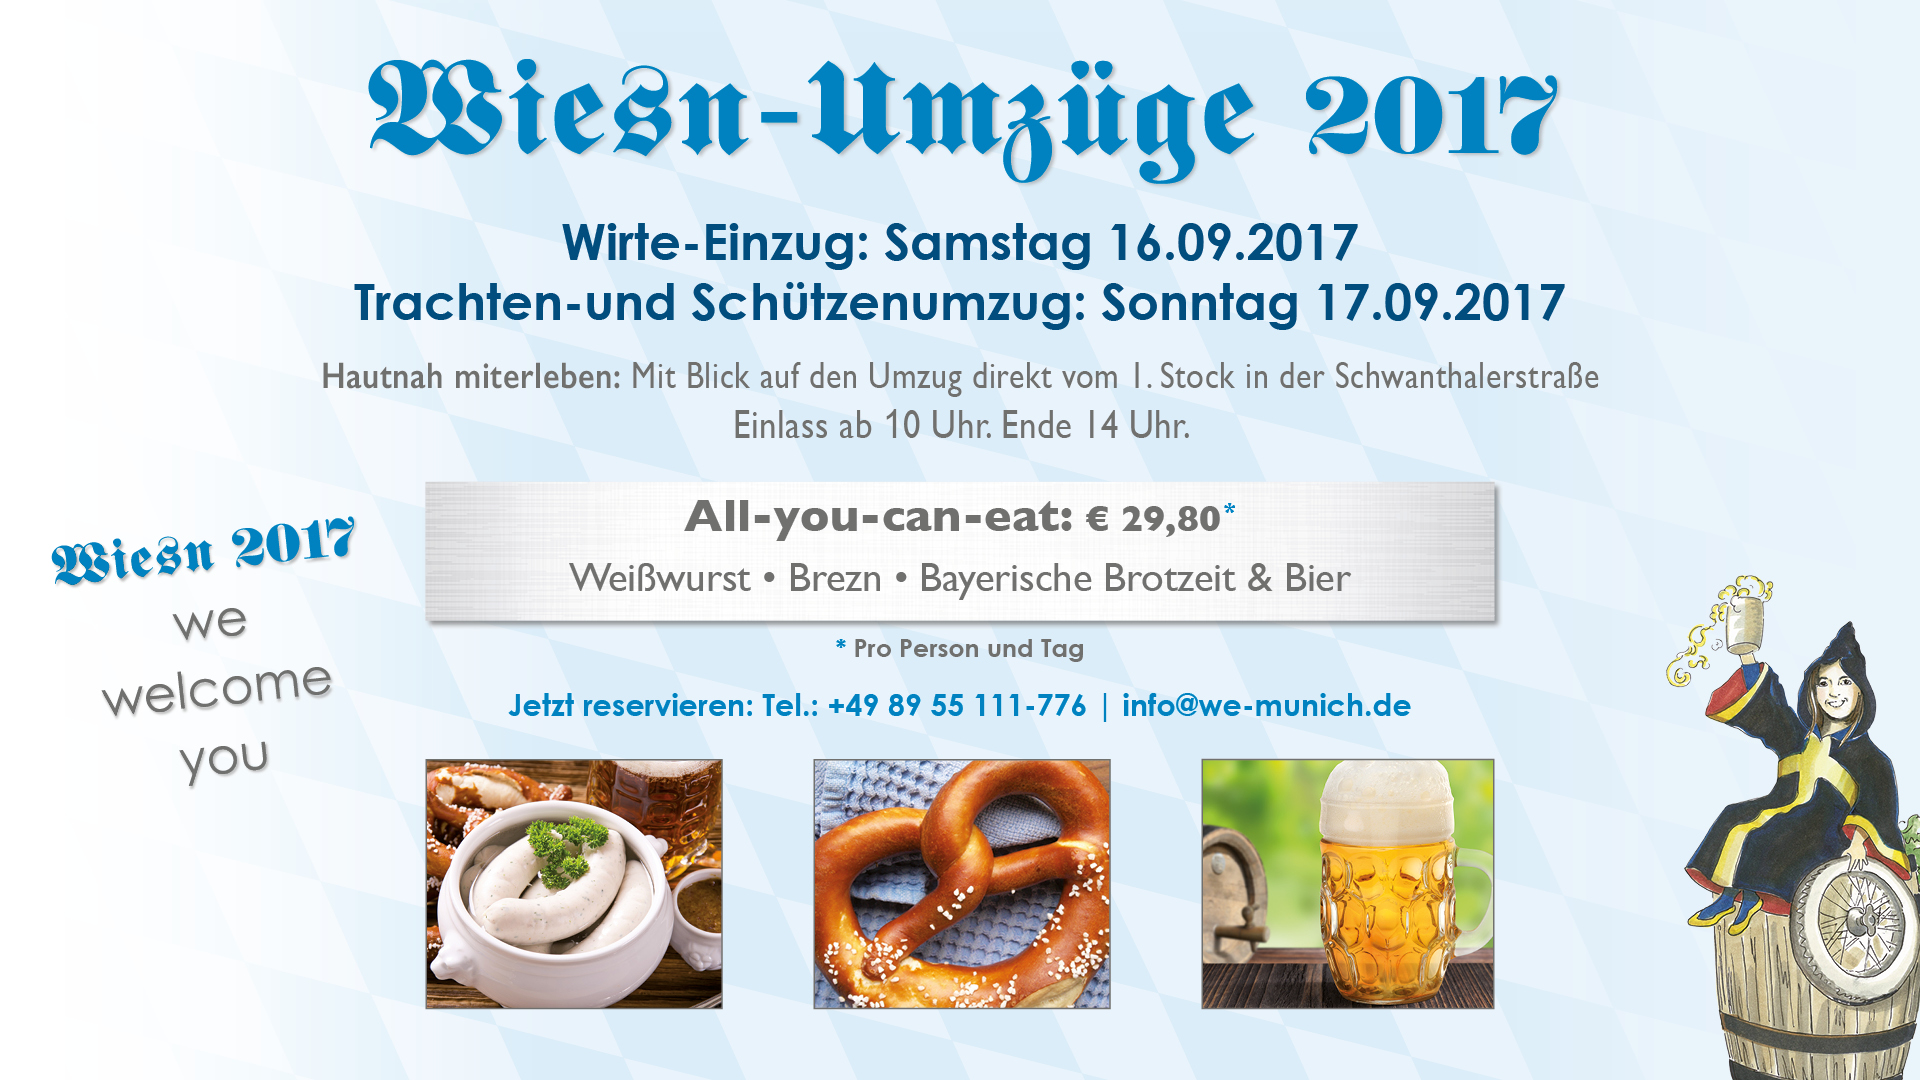 Wiesn-Umzüge 2017
Wirte-Einzug: Samstag 16.09.2017
Trachten-und Schützenumzug: Sonntag 17.09.2017
Hautnah miterleben: Mit Blick auf den Umzug direkt vom 1. Stock in der Schwanthalerstraße
Einlass ab 10 Uhr. Ende 14 Uhr.
All-you-can-eat: € 29,80*
Weißwurst • Brezn • Bayerische Brotzeit & Bier
* Pro Person und Tag
Jetzt reservieren: Tel.: +49 89 55 111-776 | info@we-munich.de
Wiesn 2017
we
welcome
you